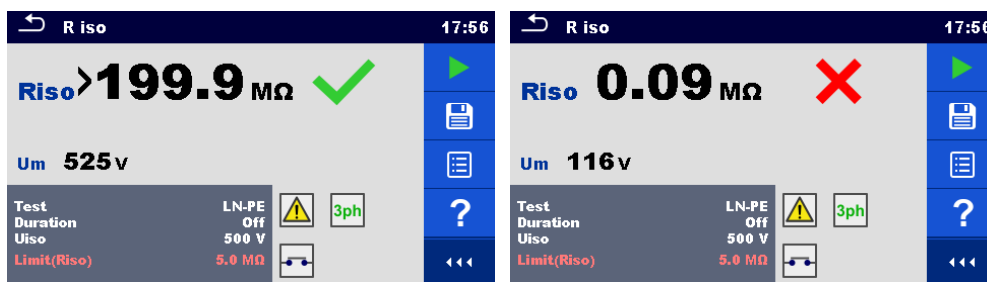 R iso 17:56
Riso >199.9 MΩ
Um 525 V
Test LN-PE
Duration Off
Uiso 500 V
Limit(Riso) 5.0 MΩ
3ph
?
R iso 17:56
Riso 0.09 MΩ
Um 116 V
Test LN-PE
Duration Off
Uiso 500 V
Limit(Riso) 5.0 MΩ
3ph
?